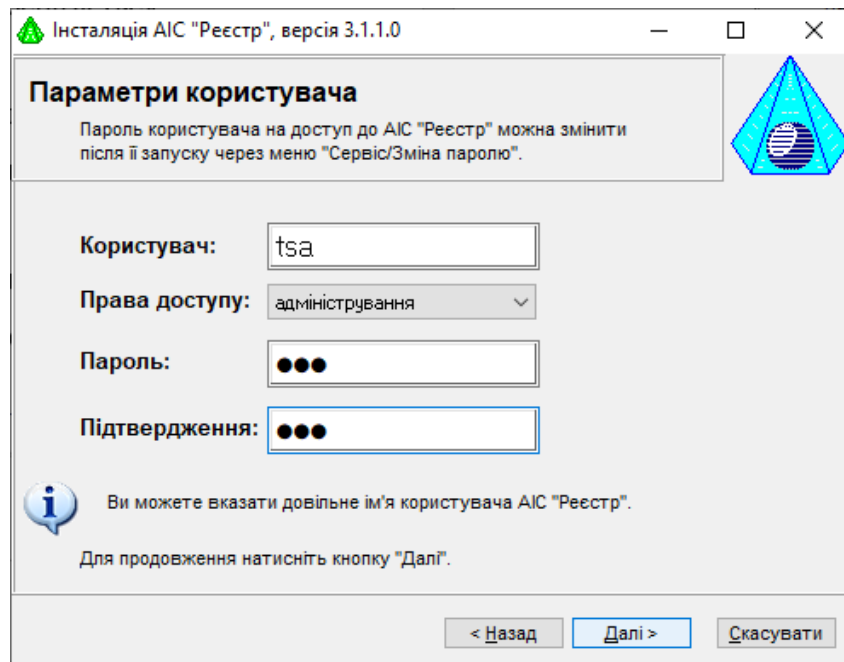 Інсталяція АІС "Реєстр", версія 3.1.1.0
Параметри користувача
Пароль користувача на доступ до АІС "Реєстр" можна змінити
після її запуску через меню "Сервіс/Зміна паролю".
Користувач: tsa
Права доступу: адміністрування
Пароль: ●●●
Підтвердження: ●●●
Ви можете вказати довільне ім'я користувача АІС "Реєстр".
Для продовження натисніть кнопку "Далі".
< Назад Далі > Скасувати